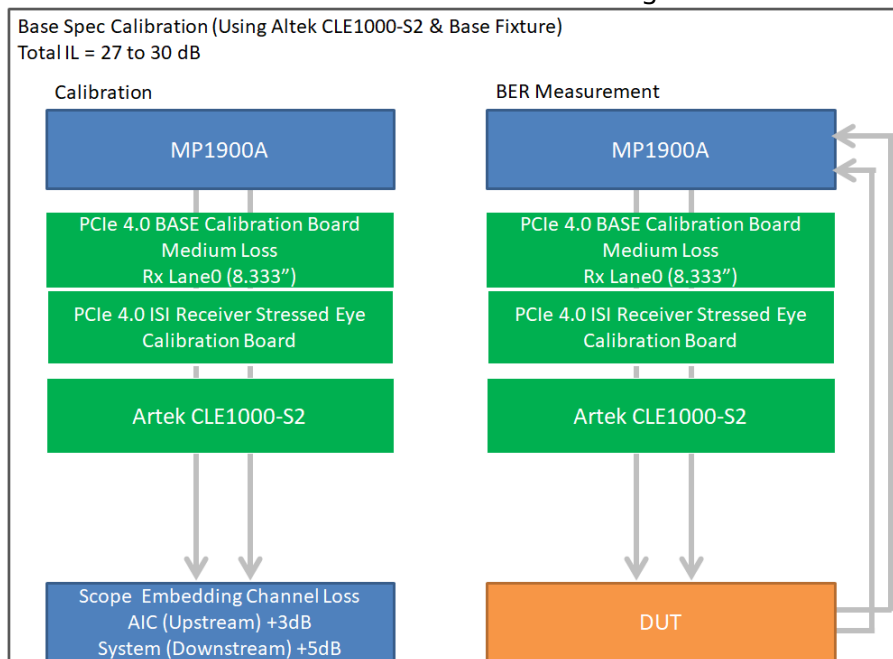 Base Spec Calibration (Using Altek CLE1000-S2 & Base Fixture)
Total IL = 27 to 30 dB
Calibration
MP1900A
PCIe 4.0 BASE Calibration Board
Medium Loss
Rx Lane0 (8.333”)
PCIe 4.0 ISI Receiver Stressed Eye
Calibration Board
Artek CLE1000-S2
Scope Embedding Channel Loss
AIC (Upstream) +3dB
System (Downstream) +5dB
BER Measurement
MP1900A
PCIe 4.0 BASE Calibration Board
Medium Loss
Rx Lane0 (8.333”)
PCIe 4.0 ISI Receiver Stressed Eye
Calibration Board
Artek CLE1000-S2
DUT